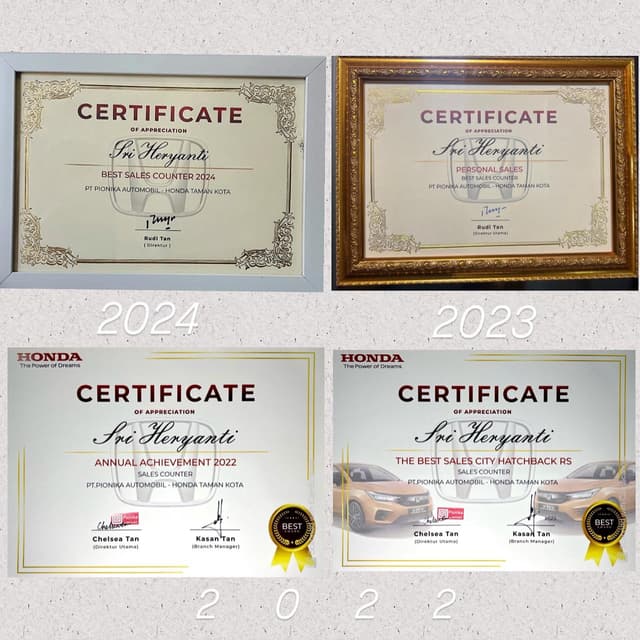 CERTIFICATE
OF APPRECIATION
Sri Heryanti
BEST SALES COUNTER 2024
PT PIONIKA AUTOMOBIL - HONDA TAMAN KOTA
Rudi Tan
( Direktur )
2024
CERTIFICATE
OF APPRECIATION
Sri Heryanti
PERSONAL SALES
BEST SALES COUNTER
PT PIONIKA AUTOMOBIL - HONDA TAMAN KOTA
Rudi Tan
(Direktur Utama)
2023
HONDA
The Power of Dreams
CERTIFICATE
OF APPRECIATION
Sri Heryanti
ANNUAL ACHIEVEMENT 2022
SALES COUNTER
PT.PIONIKA AUTOMOBIL - HONDA TAMAN KOTA
Chelsea Tan
(Direktur Utama)
Kasan Tan
(Branch Manager)
BEST
HONDA
The Power of Dreams
CERTIFICATE
OF APPRECIATION
Sri Heryanti
THE BEST SALES CITY HATCHBACK RS
SALES COUNTER
PT.PIONIKA AUTOMOBIL - HONDA TAMAN KOTA
Chelsea Tan
(Direktur Utama)
Kasan Tan
(Branch Manager)
BEST
2 0 2 2